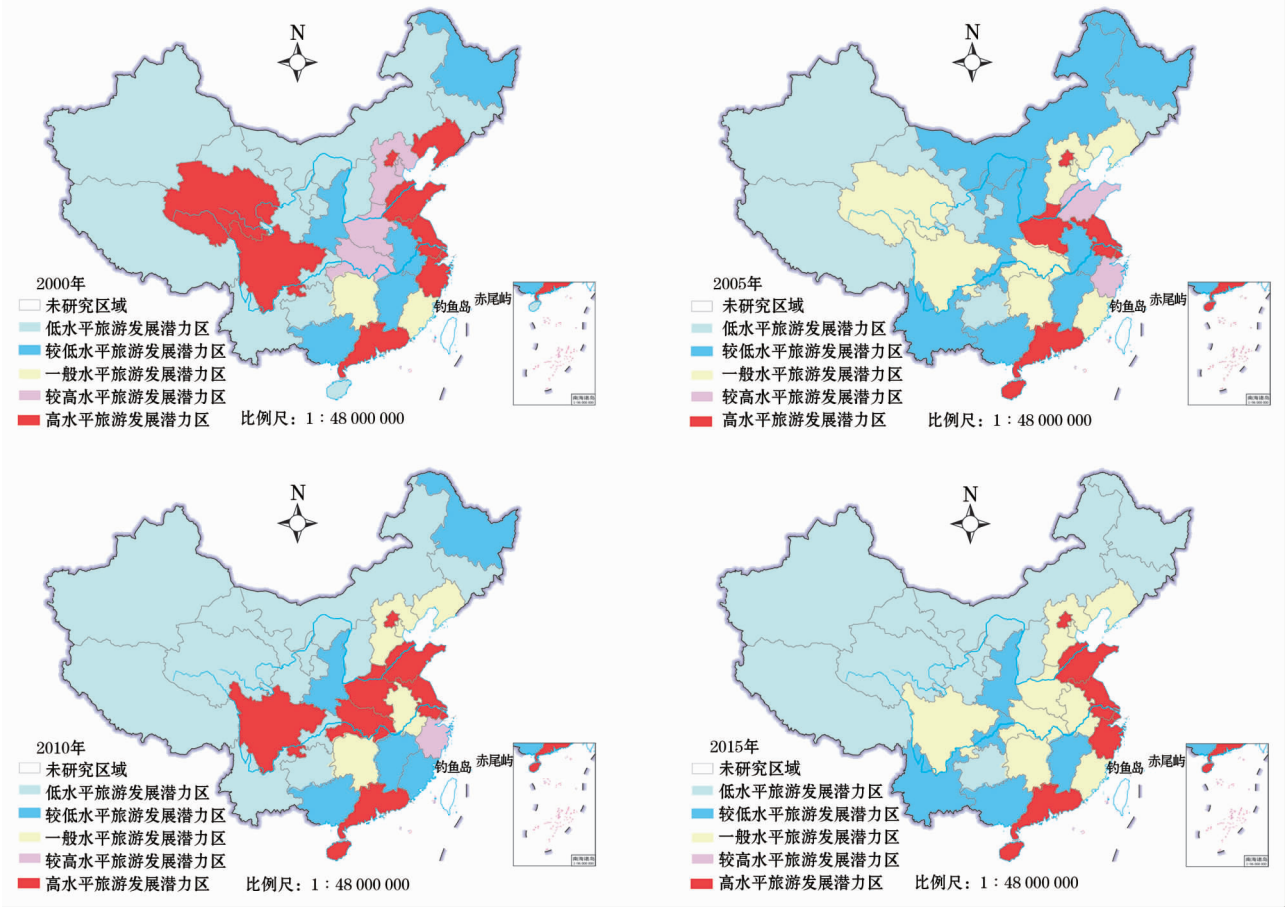 N
2000年
未研究区域
低水平旅游发展潜力区
较低水平旅游发展潜力区
一般水平旅游发展潜力区
较高水平旅游发展潜力区
高水平旅游发展潜力区
比例尺：1∶48 000 000
钓鱼岛
赤尾屿
南海诸岛
N
2005年
未研究区域
低水平旅游发展潜力区
较低水平旅游发展潜力区
一般水平旅游发展潜力区
较高水平旅游发展潜力区
高水平旅游发展潜力区
比例尺：1∶48 000 000
钓鱼岛
赤尾屿
南海诸岛
N
2010年
未研究区域
低水平旅游发展潜力区
较低水平旅游发展潜力区
一般水平旅游发展潜力区
较高水平旅游发展潜力区
高水平旅游发展潜力区
比例尺：1∶48 000 000
钓鱼岛
赤尾屿
南海诸岛
N
2015年
未研究区域
低水平旅游发展潜力区
较低水平旅游发展潜力区
一般水平旅游发展潜力区
较高水平旅游发展潜力区
高水平旅游发展潜力区
比例尺：1∶48 000 000
钓鱼岛
赤尾屿
南海诸岛